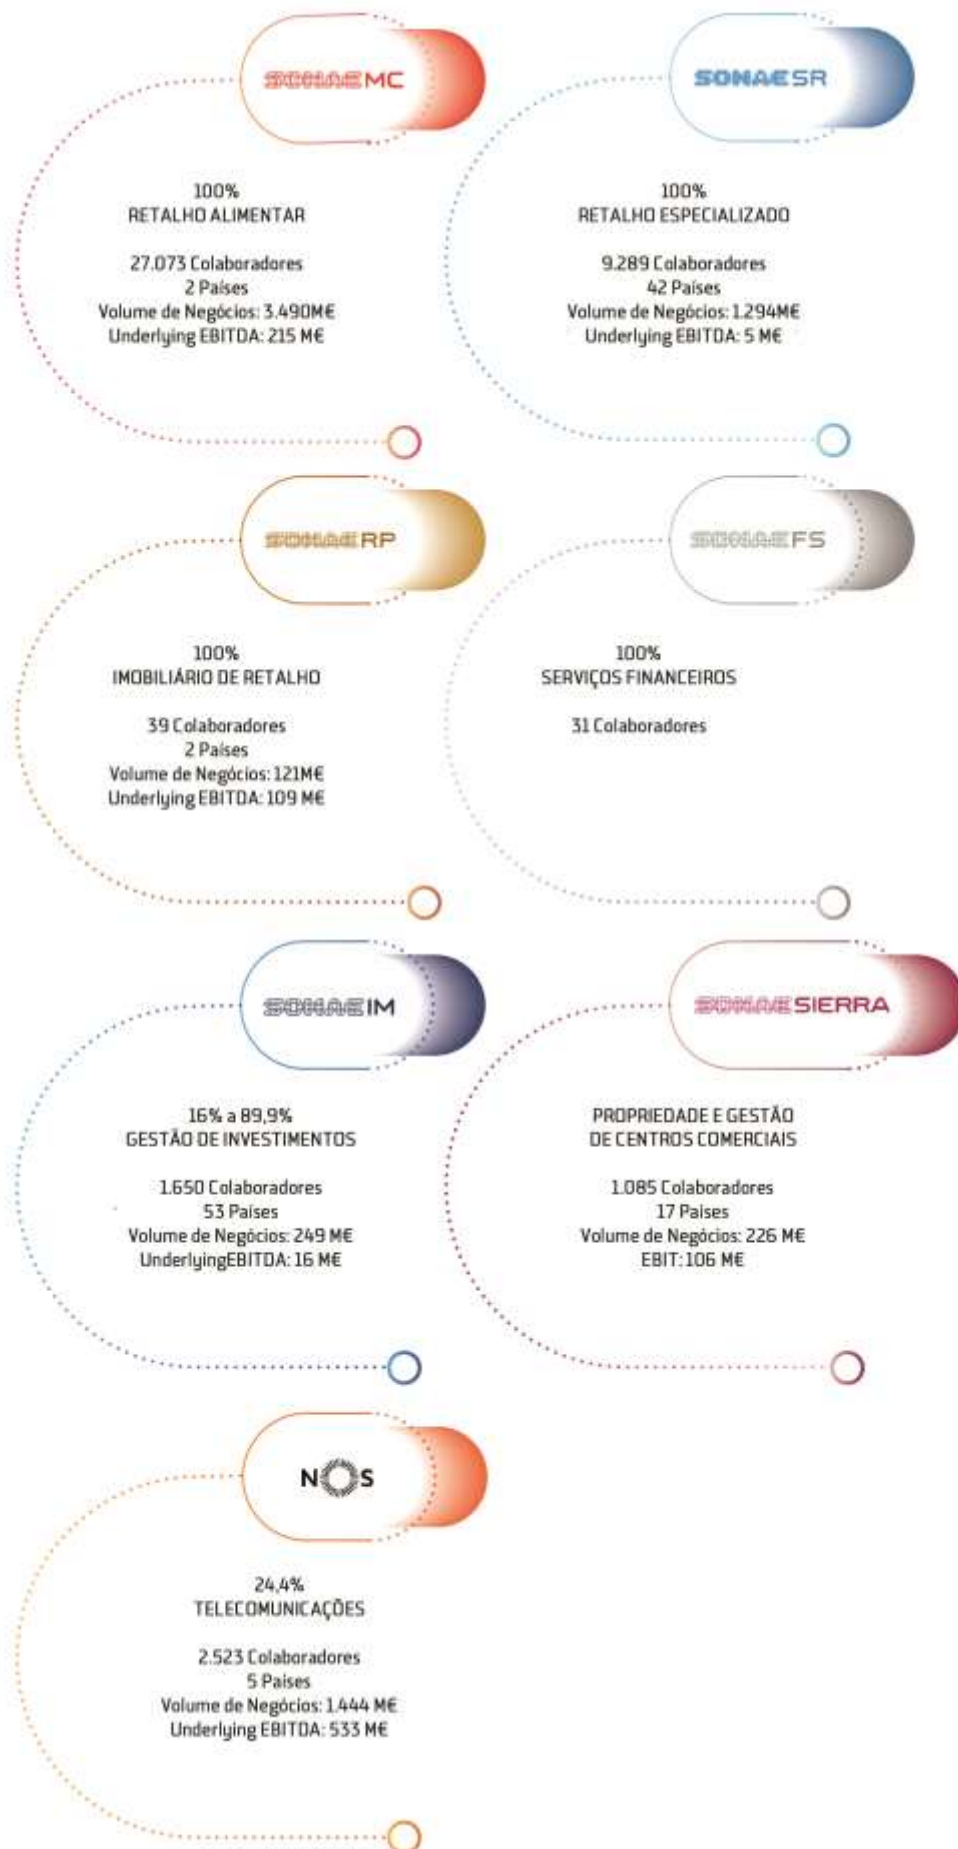 SONAE MC
100%
RETALHO ALIMENTAR
27.073 Colaboradores
2 Países
Volume de Negócios: 3.490M€
Underlying EBITDA: 215 M€
SONAE SR
100%
RETALHO ESPECIALIZADO
9.289 Colaboradores
42 Países
Volume de Negócios: 1.294M€
Underlying EBITDA: 5 M€
SONAE RP
100%
IMOBILIÁRIO DE RETALHO
39 Colaboradores
2 Países
Volume de Negócios: 121M€
Underlying EBITDA: 109 M€
SONAE FS
100%
SERVIÇOS FINANCEIROS
31 Colaboradores
SONAE IM
16% a 89,9%
GESTÃO DE INVESTIMENTOS
1.650 Colaboradores
53 Países
Volume de Negócios: 249 M€
UnderlyingEBITDA: 16 M€
SONAE SIERRA
PROPRIEDADE E GESTÃO
DE CENTROS COMERCIAIS
1.085 Colaboradores
17 Países
Volume de Negócios: 226 M€
EBIT: 106 M€
NOS
24,4%
TELECOMUNICAÇÕES
2.523 Colaboradores
5 Países
Volume de Negócios: 1.444 M€
Underlying EBITDA: 533 M€